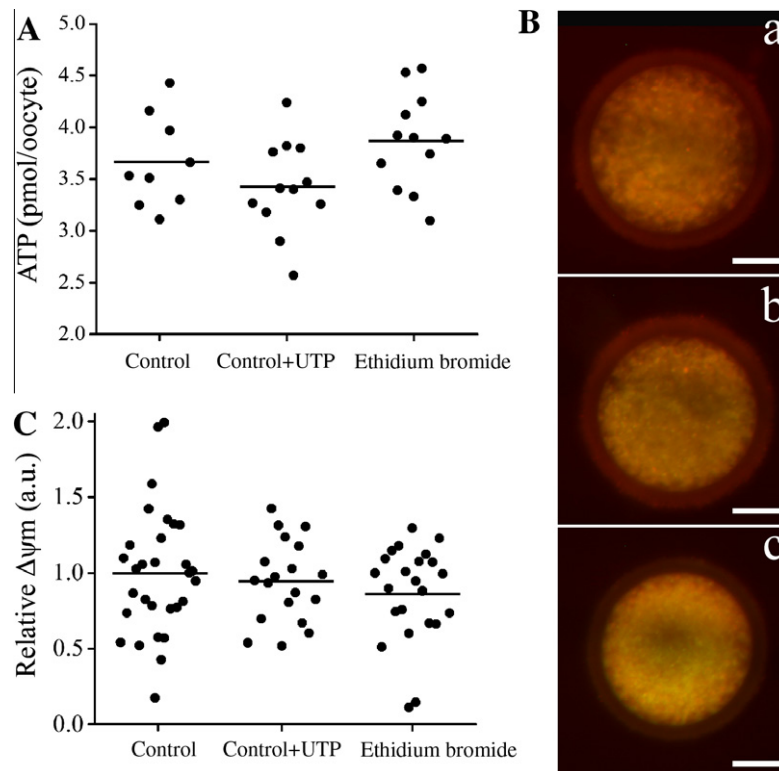 A
ATP (pmol/oocyte)
5.0
4.5
4.0
3.5
3.0
2.5
2.0
Control Control+UTP Ethidium bromide
B
a
b
c
C
Relative Δψm (a.u.)
2.0
1.5
1.0
0.5
0.0
Control Control+UTP Ethidium bromide